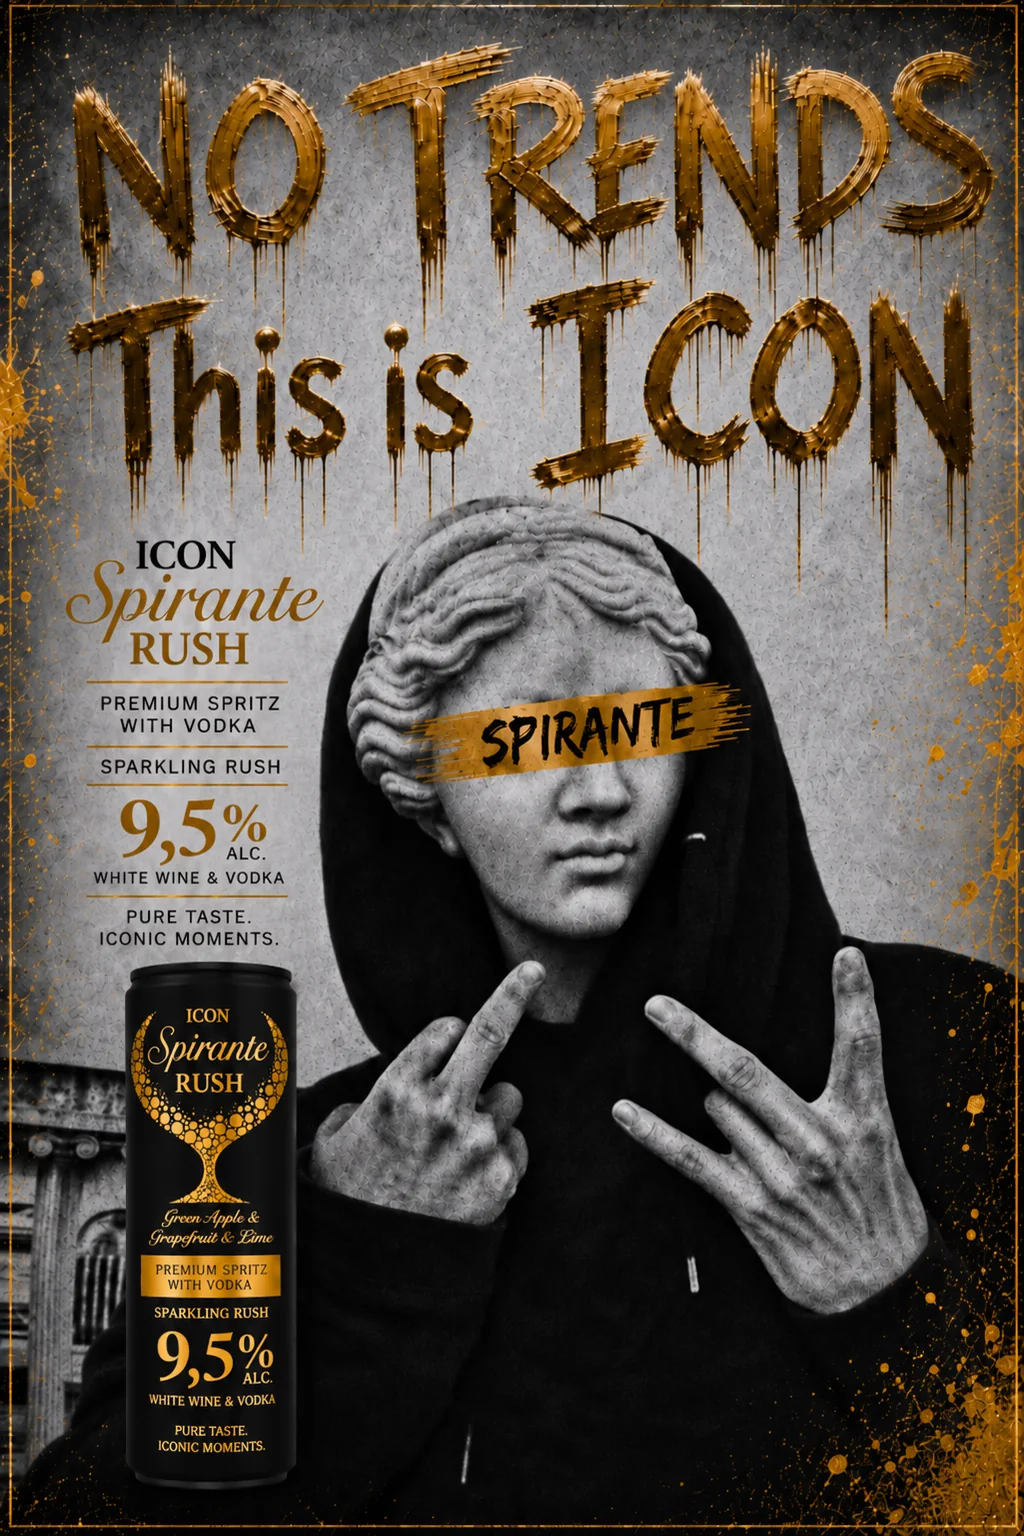 NO TRENDS
This is ICON
ICON
Spirante
RUSH
PREMIUM SPRITZ
WITH VODKA
SPARKLING RUSH
9,5%
ALC.
WHITE WINE & VODKA
PURE TASTE.
ICONIC MOMENTS.
SPIRANTE
ICON
Spirante
RUSH
Green Apple &
Grapefruit & Lime
PREMIUM SPRITZ
WITH VODKA
SPARKLING RUSH
9,5%
ALC.
WHITE WINE & VODKA
PURE TASTE.
ICONIC MOMENTS.